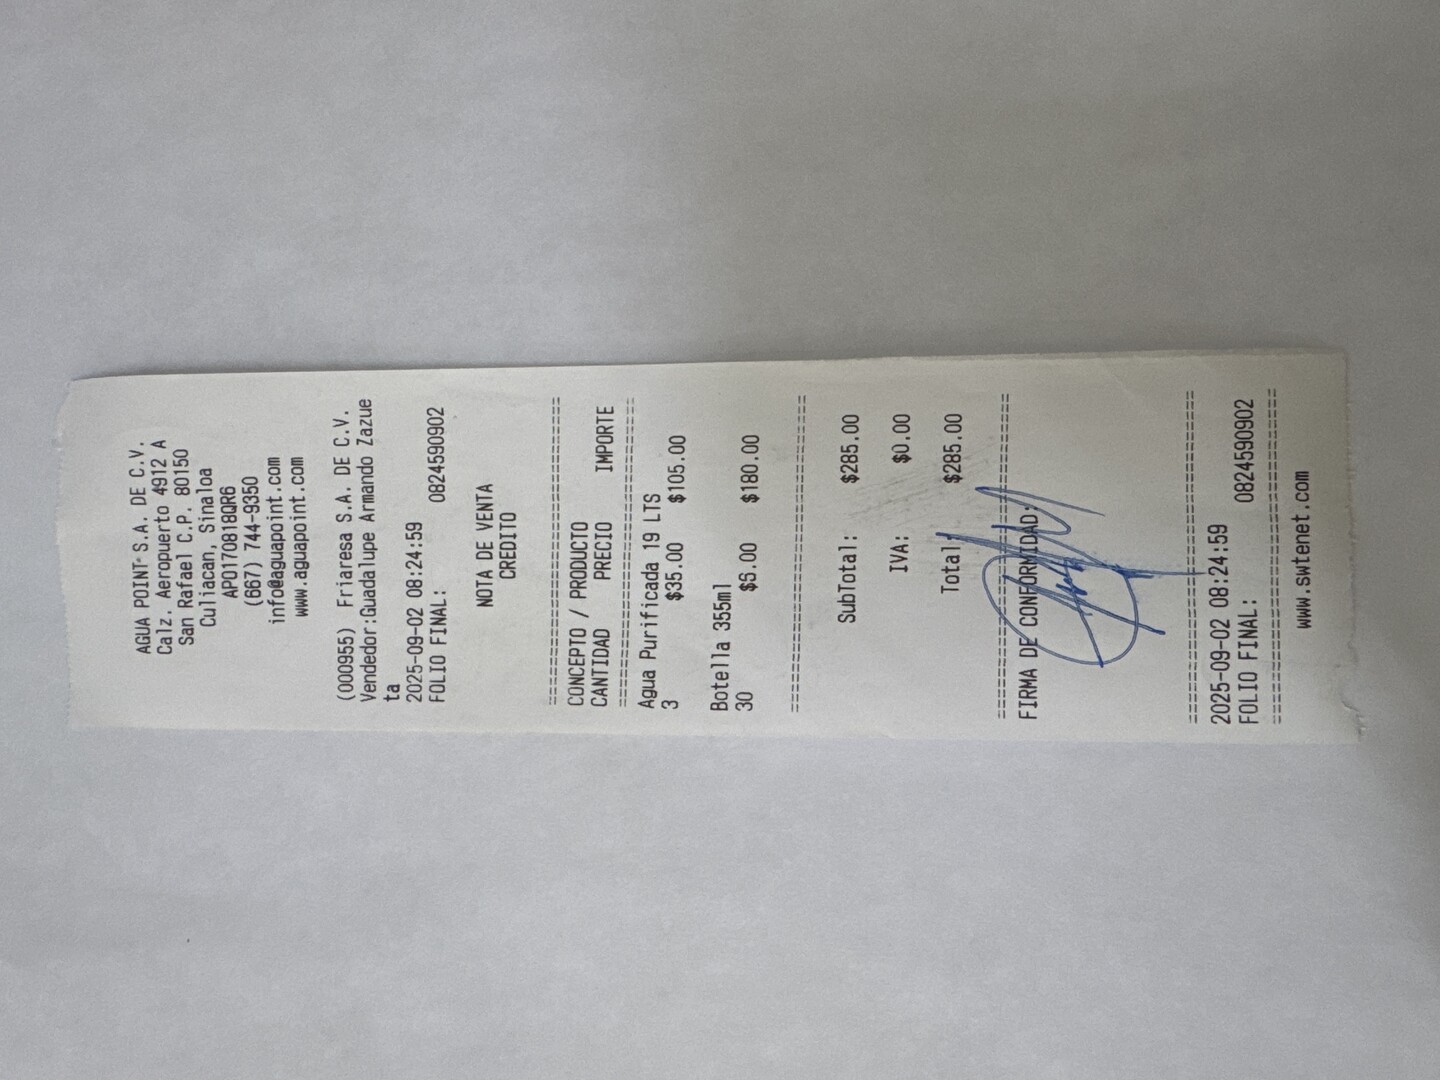 AGUA POINT S.A. DE C.V.
Calz. Aeropuerto 4912 A
San Rafael C.P. 80150
Culiacan, Sinaloa
APO170818QR6
(667) 744-9350
info@aguapoint.com
www.aguapoint.com
(000955) Friaresa S.A. DE C.V.
Vendedor:Guadalupe Armando Zazue
ta
2025-09-02 08:24:59
FOLIO FINAL: 0824590902
NOTA DE VENTA
CREDITO
CONCEPTO / PRODUCTO
CANTIDAD PRECIO IMPORTE
Agua Purificada 19 LTS
3 $35.00 $105.00
Botella 355ml
30 $6.00 $180.00
SubTotal: $285.00
IVA: $0.00
Total: $285.00
FIRMA DE CONFORMIDAD:
2025-09-02 08:24:59
FOLIO FINAL: 0824590902
www.swtenet.com